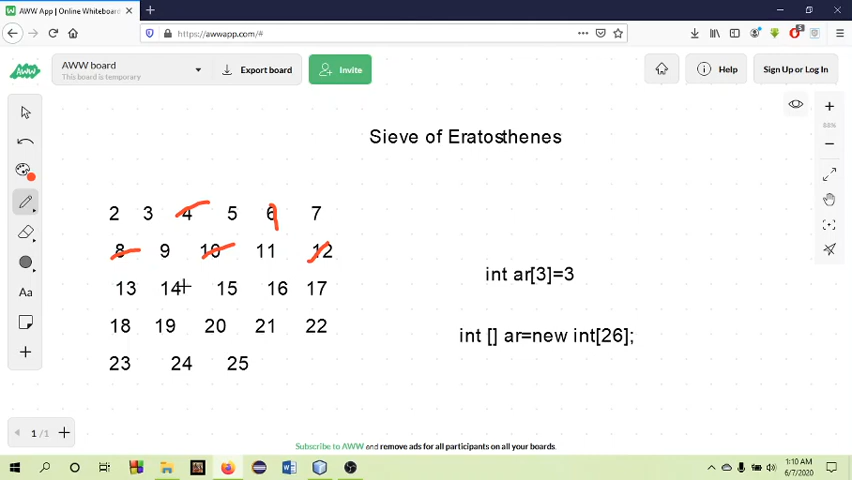 AWW App | Online Whiteboard
https://awwapp.com/#
AWW board
This board is temporary
Export board
Invite
Help
Sign Up or Log In
Sieve of Eratosthenes
2 3 4 5 6 7
8 9 10 11 12
13 14 15 16 17
18 19 20 21 22
23 24 25
int ar[3]=3
int [] ar=new int[26];
Aa
1/1
Subscribe to AWW and remove ads for all participants on all your boards.
1:10 AM
6/7/2020